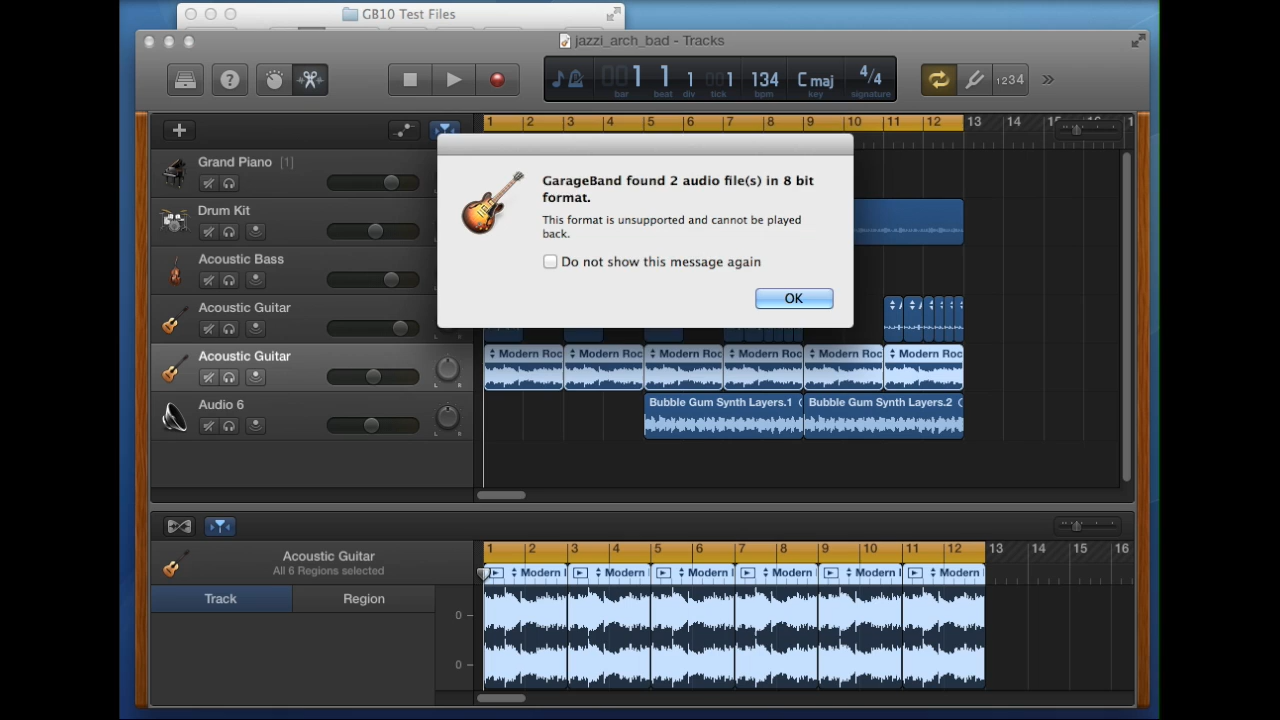 GB10 Test Files
jazzi_arch_bad - Tracks
001 1 1 001 134 C maj 4/4
bar beat div tick bpm key signature
1234
1 2 3 4 5 6 7 8 9 10 11 12 13 14 15 16 1
Grand Piano [1]
Drum Kit
Acoustic Bass
Acoustic Guitar
Acoustic Guitar
Audio 6
L R
L R
GarageBand found 2 audio file(s) in 8 bit
format.
This format is unsupported and cannot be played
back.
Do not show this message again
OK
Modern Roc Modern Roc Modern Roc Modern Roc Modern Roc Modern Roc
Bubble Gum Synth Layers.1 Bubble Gum Synth Layers.2
1 2 3 4 5 6 7 8 9 10 11 12 13 14 15 16
Acoustic Guitar
All 6 Regions selected
Modern Modern Modern Modern Modern Modern
Track Region
0
0